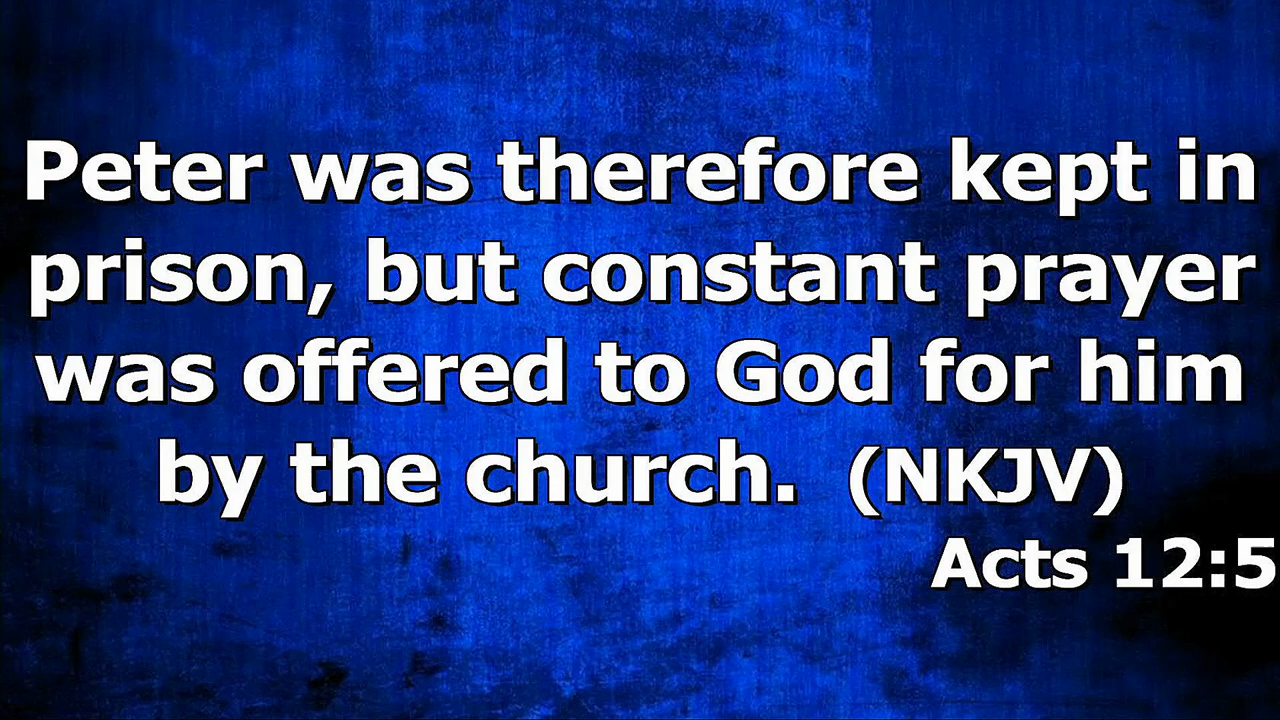 Peter was therefore kept in
prison, but constant prayer
was offered to God for him
by the church.  (NKJV)
Acts 12:5